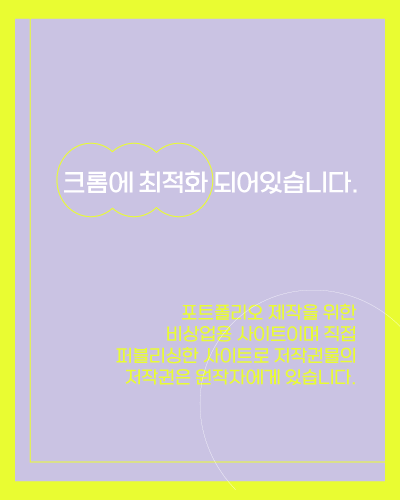 크롬에 최적화 되어있습니다.
포트폴리오 제작을 위한
비상업용 사이트이며 직접
퍼블리싱한 사이트로 저작권물의
저작권은 원작자에게 있습니다.